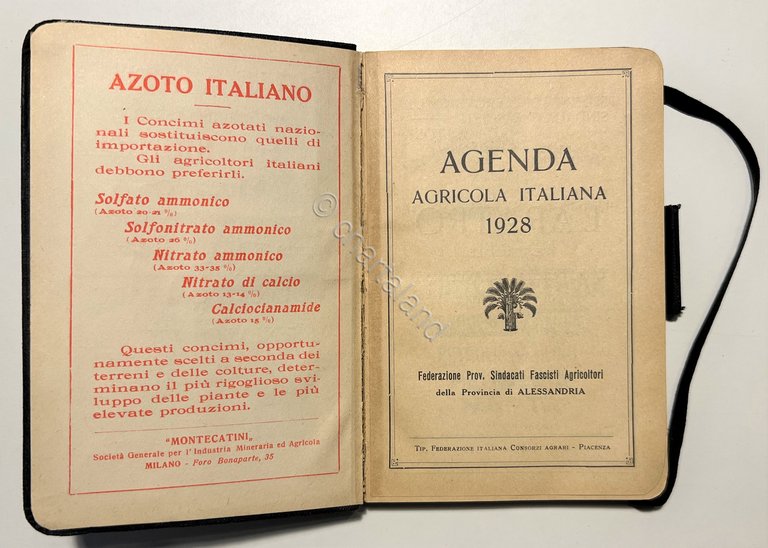 AZOTO ITALIANO
I Concimi azotati nazio-
nali sostituiscono quelli di
importazione.
Gli agricoltori italiani
debbono preferirli.
Solfato ammonico
(Azoto 20-21 %)
Solfonitrato ammonico
(Azoto 26 %)
Nitrato ammonico
(Azoto 33-35 %)
Nitrato di calcio
(Azoto 13-14 %)
Calciocianamide
(Azoto 15 %)
Questi concimi, opportu-
namente scelti a seconda dei
terreni e delle colture, deter-
minano il più rigoglioso svi-
luppo delle piante e le più
elevate produzioni.
"MONTECATINI"
Società Generale per l'Industria Mineraria ed Agricola
MILANO - Foro Bonaparte, 35
AGENDA
AGRICOLA ITALIANA
1928
Federazione Prov. Sindacati Fascisti Agricoltori
della Provincia di ALESSANDRIA
TIP. FEDERAZIONE ITALIANA CONSORZI AGRARI - PIACENZA
© chartaland